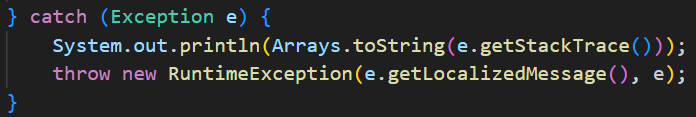 } catch (Exception e) {
    System.out.println(Arrays.toString(e.getStackTrace()));
    throw new RuntimeException(e.getLocalizedMessage(), e);
}